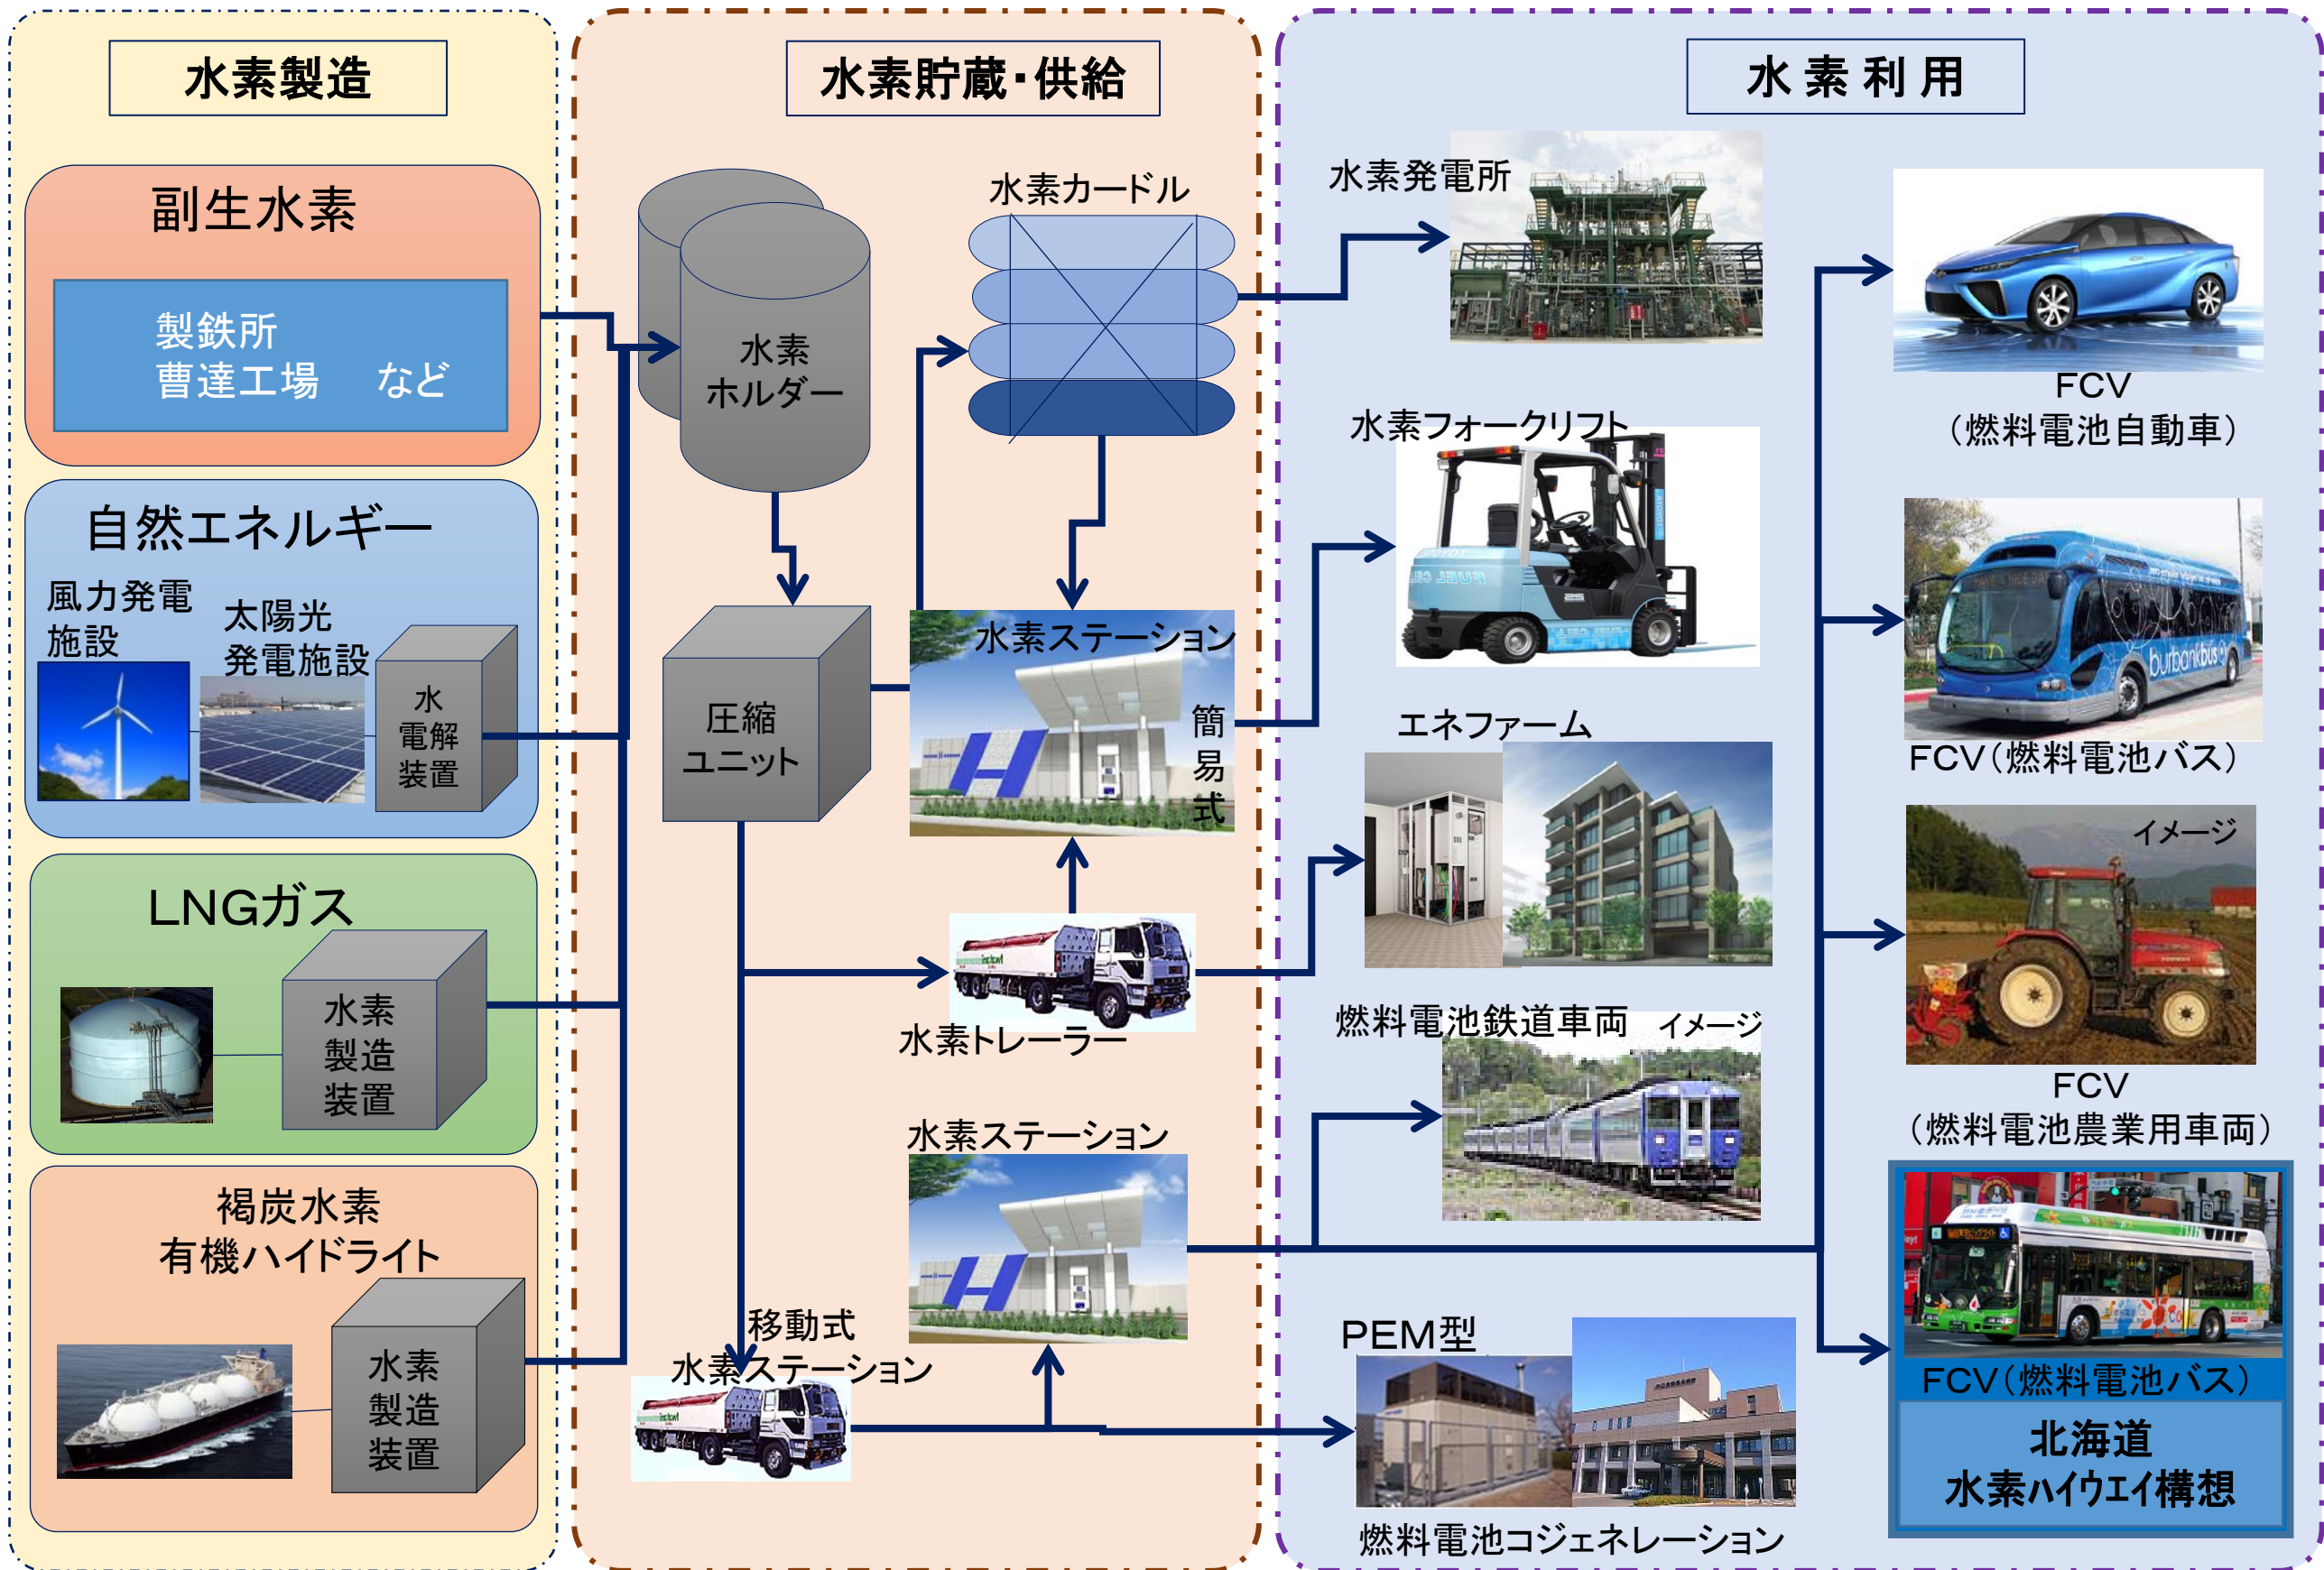 水素製造
副生水素
製鉄所
曹達工場 など
自然エネルギー
風力発電
施設
太陽光
発電施設
水
電解
装置
LNGガス
水素
製造
装置
褐炭水素
有機ハイドライト
水素
製造
装置
水素貯蔵・供給
水素
ホルダー
水素カードル
圧縮
ユニット
水素ステーション
簡
易
式
水素トレーラー
水素ステーション
移動式
水素ステーション
水素利用
水素発電所
水素フォークリフト
エネファーム
燃料電池鉄道車両 イメージ
PEM型
燃料電池コジェネレーション
FCV
（燃料電池自動車）
burbankbus
FCV（燃料電池バス）
イメージ
FCV
（燃料電池農業用車両）
FCV（燃料電池バス）
北海道
水素ハイウエイ構想